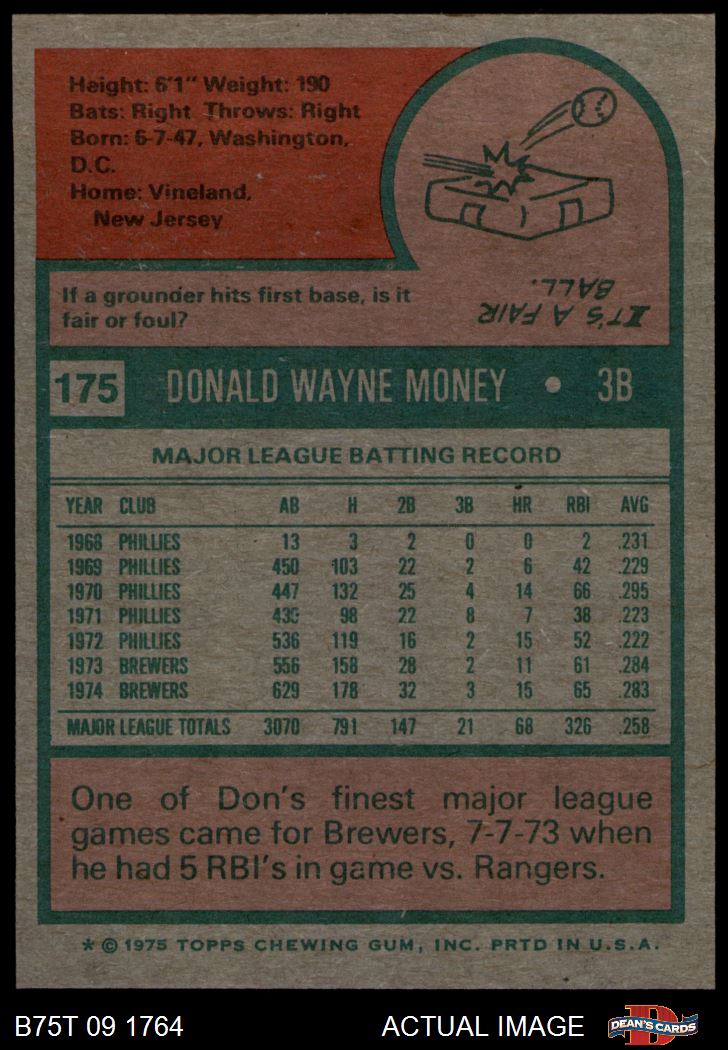 Height: 6'1" Weight: 190
Bats: Right Throws: Right
Born: 6-7-47, Washington,
D.C.
Home: Vineland,
New Jersey
If a grounder hits first base, is it
fair or foul?
IT'S A FAIR
BALL.
175 DONALD WAYNE MONEY • 3B
MAJOR LEAGUE BATTING RECORD
YEAR CLUB AB H 2B 3B HR RBI AVG
1968 PHILLIES 13 3 2 0 0 2 .231
1969 PHILLIES 450 103 22 2 6 42 .229
1970 PHILLIES 447 132 25 4 14 66 .295
1971 PHILLIES 98 22 8 7 38 .223
1972 PHILLIES 536 119 16 2 15 52 .222
1973 BREWERS 556 158 28 2 11 61 .284
1974 BREWERS 629 178 32 3 15 65 .283
MAJOR LEAGUE TOTALS 3070 791 147 21 68 326 .258
One of Don's finest major league
games came for Brewers, 7-7-73 when
he had 5 RBI's in game vs. Rangers.
* © 1975 TOPPS CHEWING GUM, INC. PRTD IN U.S.A.
B75T 09 1764 ACTUAL IMAGE DEAN'S CARDS